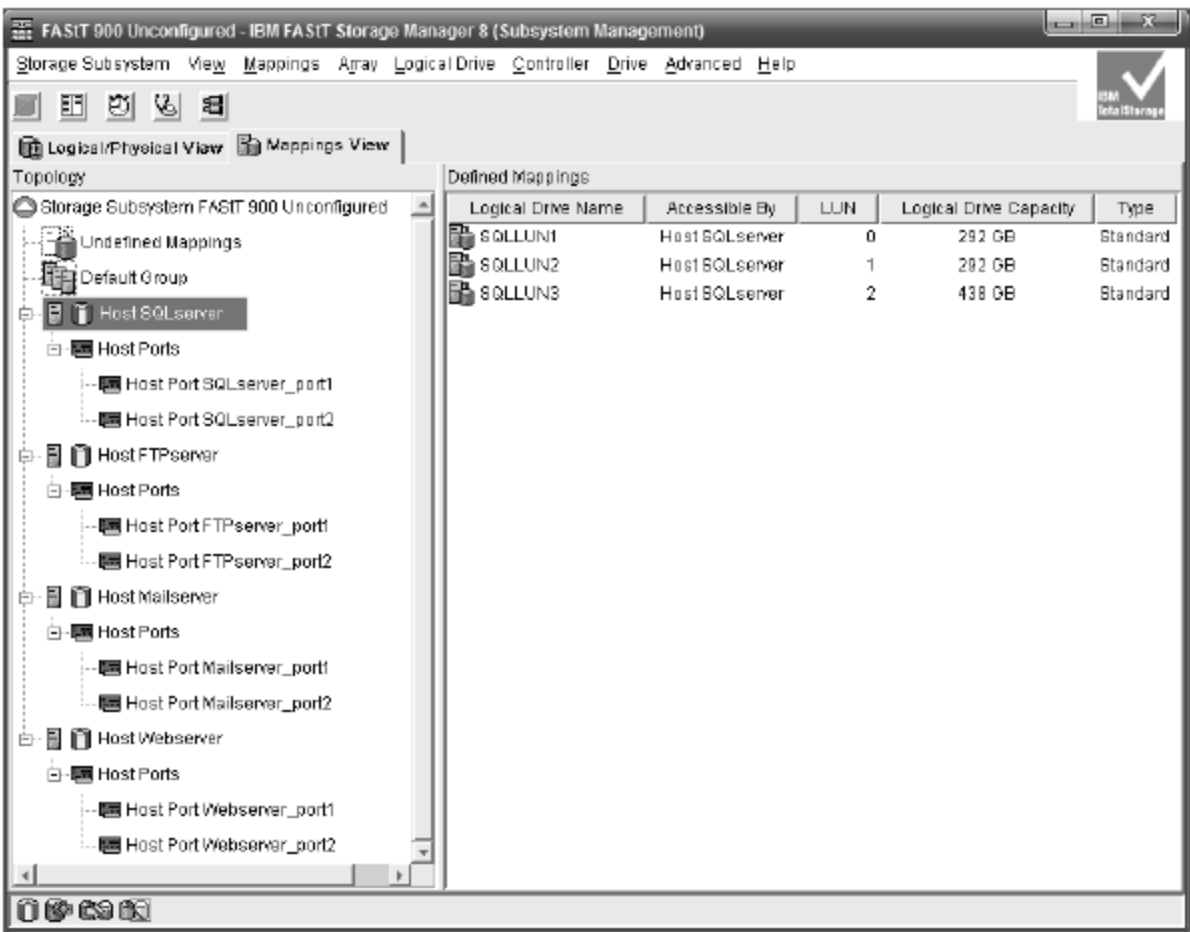 FAStT 900 Unconfigured - IBM FAStT Storage Manager 8 (Subsystem Management)
Storage Subsystem View Mappings Array Logical Drive Controller Drive Advanced Help
IBM
TotalStorage
Logical/Physical View Mappings View
Topology
Storage Subsystem FAStT 900 Unconfigured
Undefined Mappings
Default Group
Host SQLserver
Host Ports
Host Port SQLserver_port1
Host Port SQLserver_port2
Host FTPserver
Host Ports
Host Port FTPserver_port1
Host Port FTPserver_port2
Host Mailserver
Host Ports
Host Port Mailserver_port1
Host Port Mailserver_port2
Host Webserver
Host Ports
Host Port Webserver_port1
Host Port Webserver_port2
Defined Mappings
Logical Drive Name Accessible By LUN Logical Drive Capacity Type
SQLLUN1 Host SQLserver 0 292 GB Standard
SQLLUN2 Host SQLserver 1 292 GB Standard
SQLLUN3 Host SQLserver 2 438 GB Standard